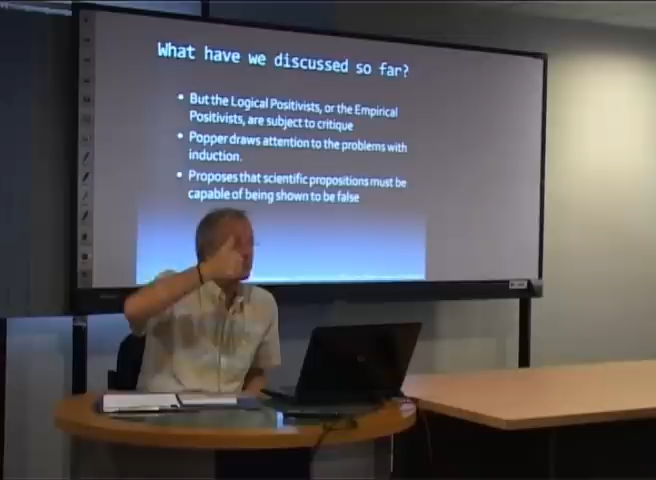 What have we discussed so far?
• But the Logical Positivists, or the Empirical
Positivists, are subject to critique
• Popper draws attention to the problems with
induction.
• Proposes that scientific propositions must be
capable of being shown to be false